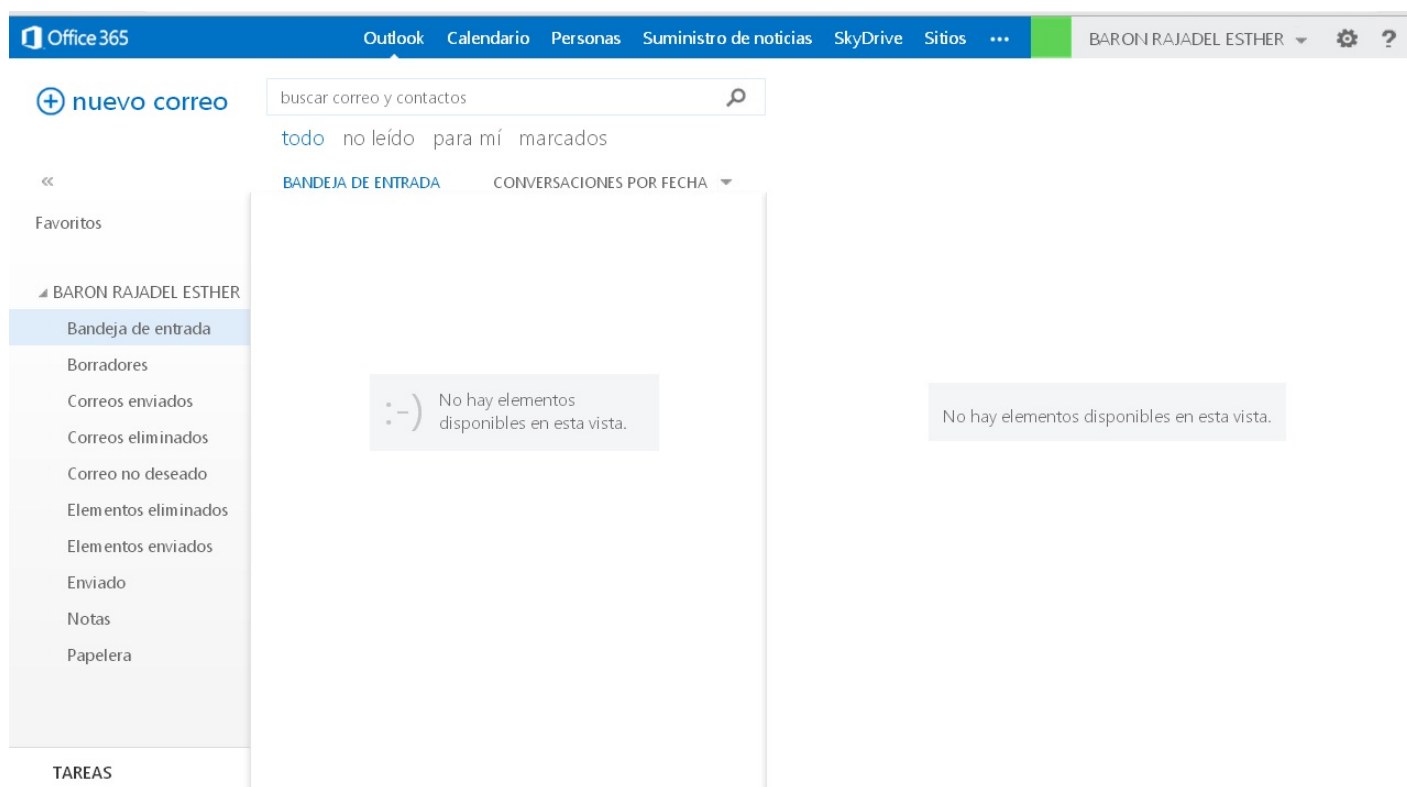 Office 365 Outlook Calendario Personas Suministro de noticias SkyDrive Sitios ••• BARON RAJADEL ESTHER ?
nuevo correo
buscar correo y contactos
todo no leído para mí marcados
« BANDEJA DE ENTRADA CONVERSACIONES POR FECHA
Favoritos
BARON RAJADEL ESTHER
Bandeja de entrada
Borradores
Correos enviados
Correos eliminados
Correo no deseado
Elementos eliminados
Elementos enviados
Enviado
Notas
Papelera
TAREAS
:-) No hay elementos
disponibles en esta vista.
No hay elementos disponibles en esta vista.